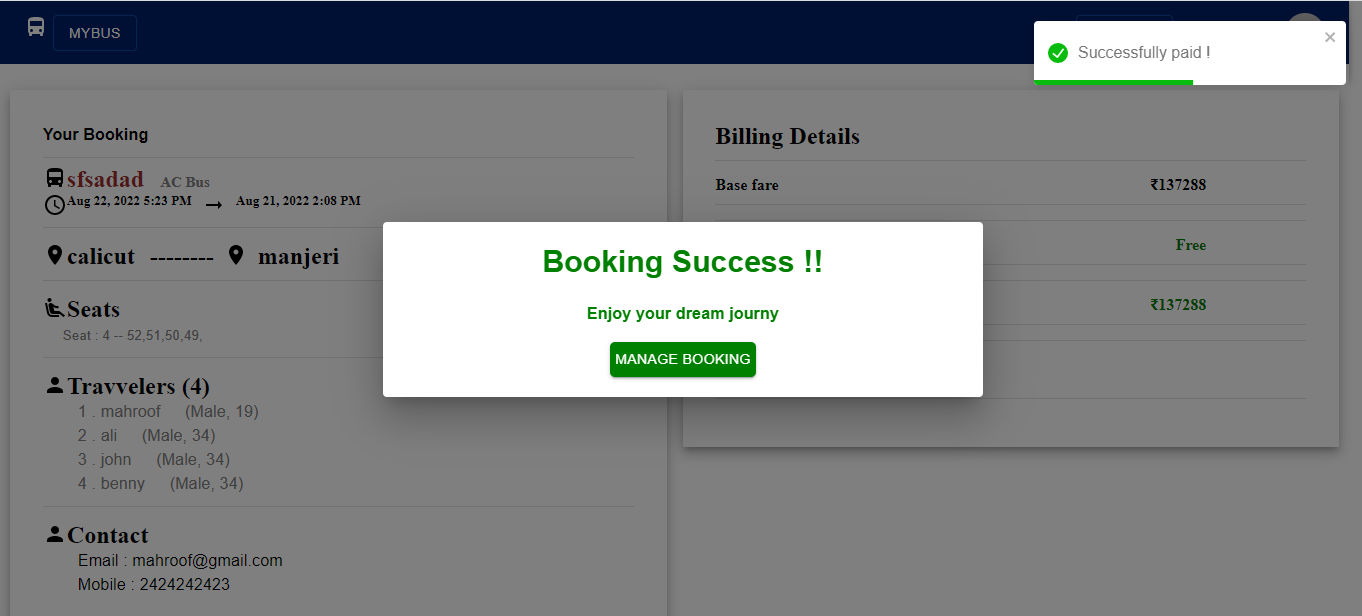 MYBUS
Successfully paid !
Your Booking
sfsadad AC Bus
Aug 22, 2022 5:23 PM → Aug 21, 2022 2:08 PM
calicut -------- manjeri
Seats
Seat : 4 -- 52,51,50,49,
Travvelers (4)
1 . mahroof (Male, 19)
2 . ali (Male, 34)
3 . john (Male, 34)
4 . benny (Male, 34)
Contact
Email : mahroof@gmail.com
Mobile : 2424242423
Billing Details
Base fare ₹137288
Free
₹137288
Booking Success !!
Enjoy your dream journy
MANAGE BOOKING